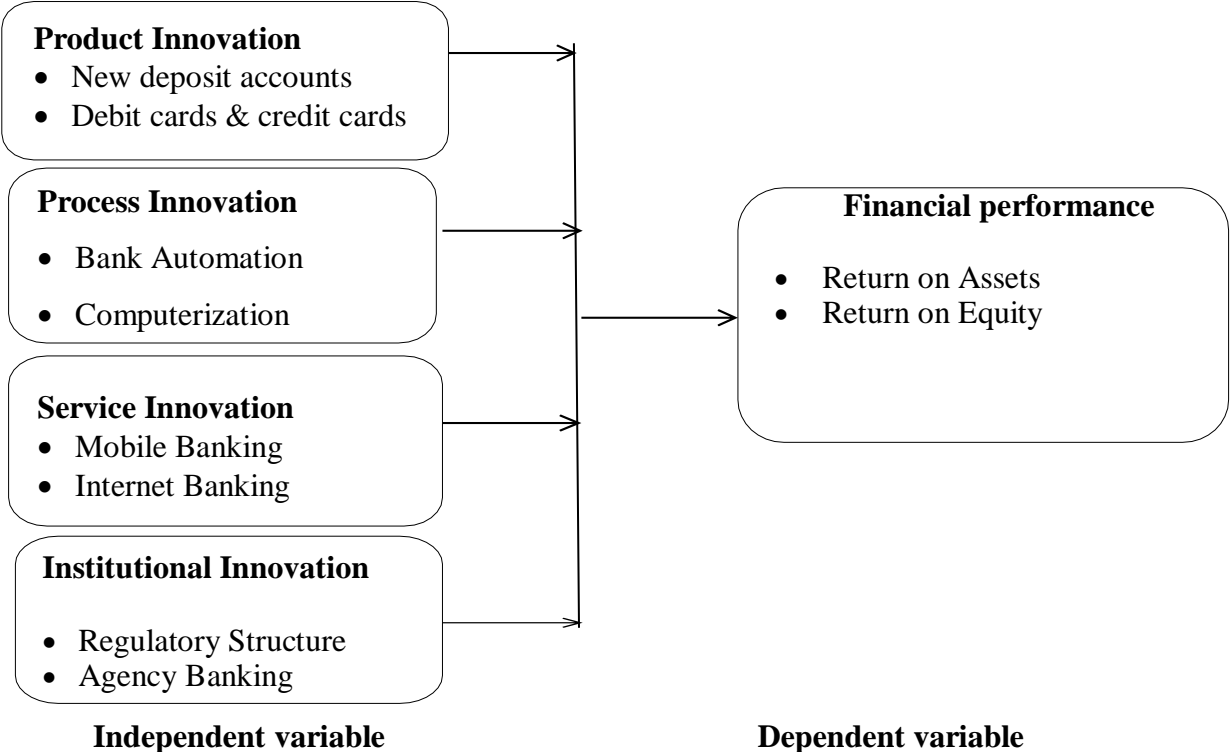 Product Innovation
• New deposit accounts
• Debit cards & credit cards
Process Innovation
• Bank Automation
• Computerization
Service Innovation
• Mobile Banking
• Internet Banking
Institutional Innovation
• Regulatory Structure
• Agency Banking
Independent variable
Financial performance
• Return on Assets
• Return on Equity
Dependent variable